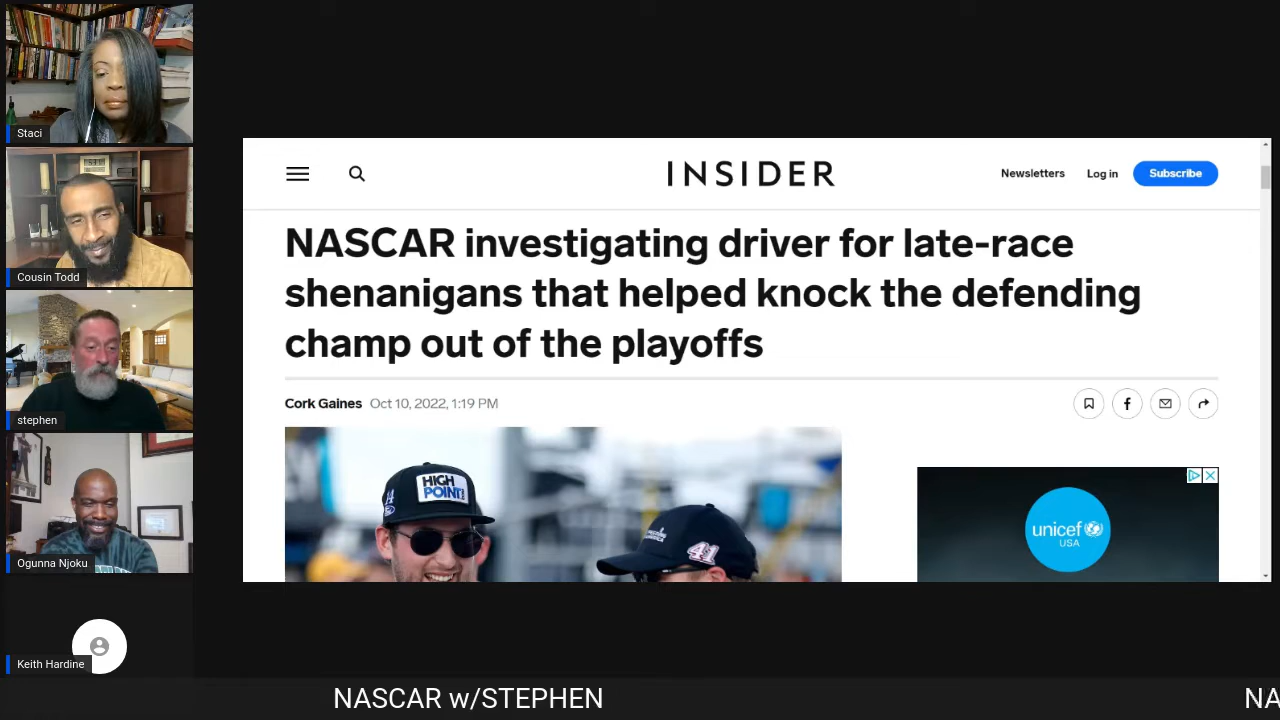 Staci
Cousin Todd
stephen
Ogunna Njoku
Keith Hardine
INSIDER
Newsletters
Log in
Subscribe
NASCAR investigating driver for late-race
shenanigans that helped knock the defending
champ out of the playoffs
Cork Gaines Oct 10, 2022, 1:19 PM
HIGH
POINT
41
unicef
USA
NASCAR w/STEPHEN
NA